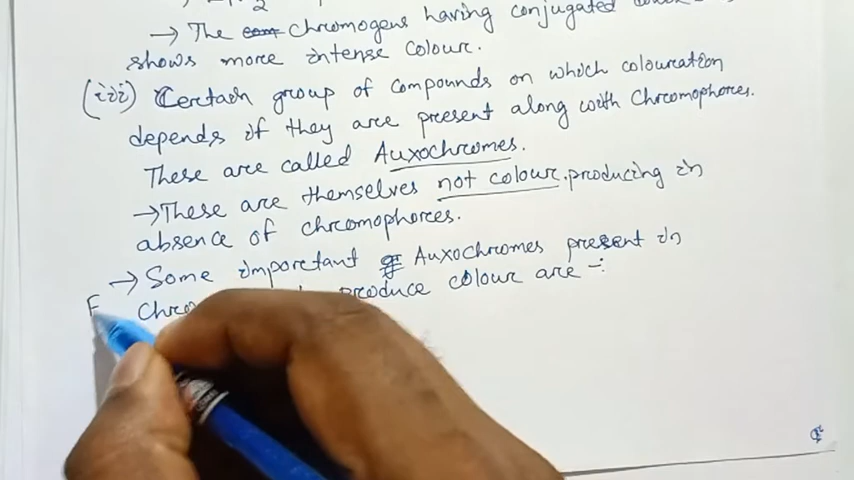 → The Chromogens having conjugated
shows more intense colour.
(iii) Certain group of compounds on which colouration
depends if they are present along with Chromophores.
These are called Auxochromes.
→ These are themselves not colour producing in
absence of chromophores.
→ Some important Auxochromes present in
produce colour are -: